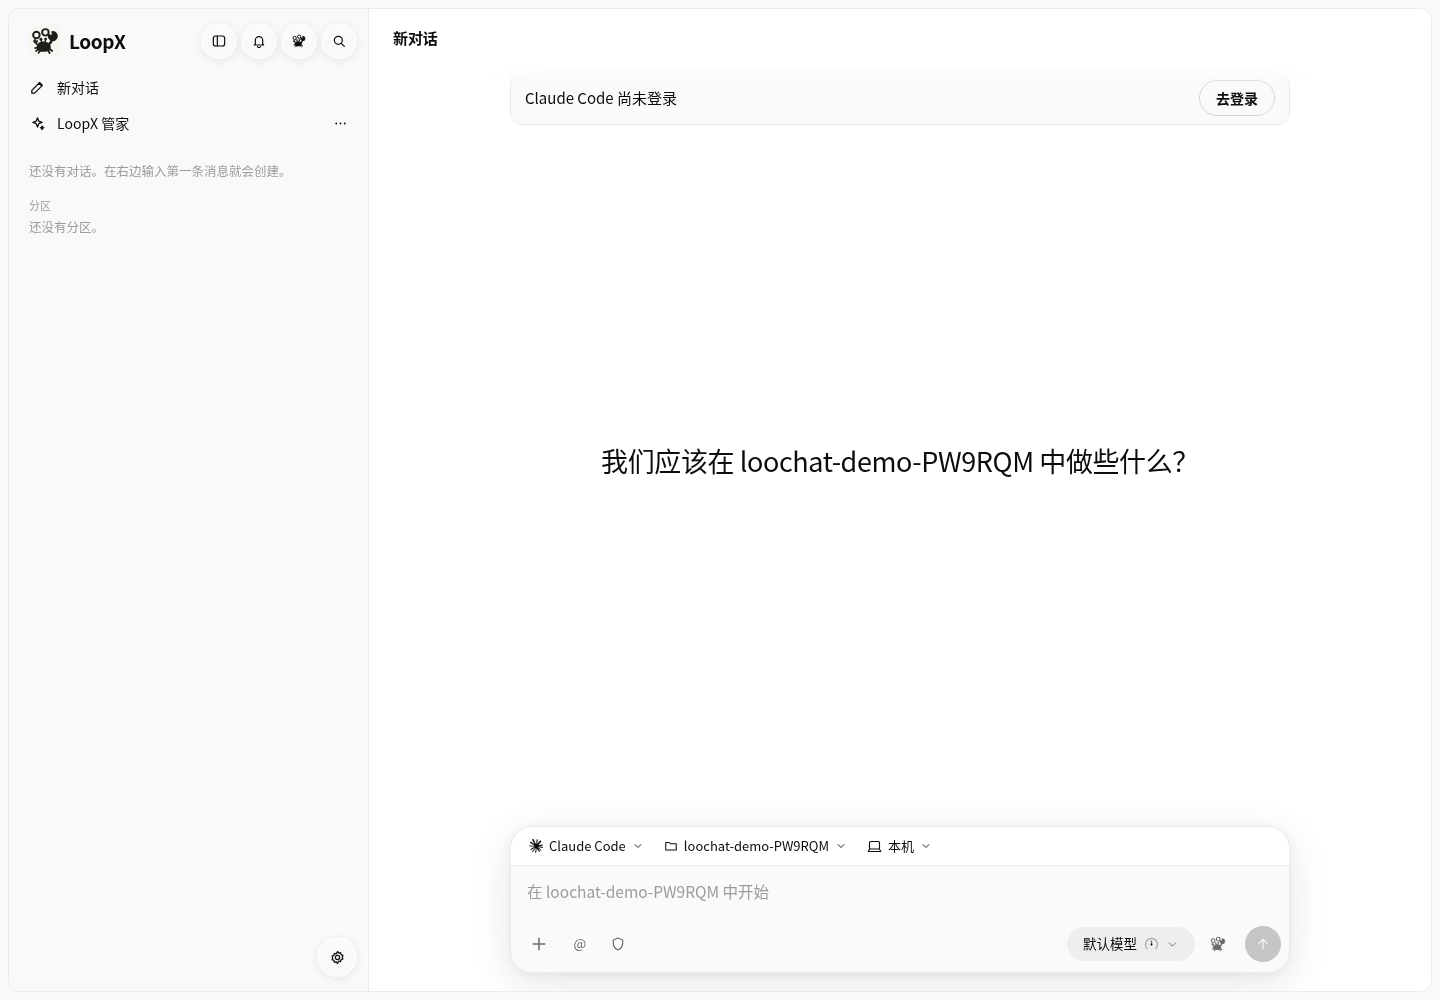 LoopX
新对话
LoopX 管家
还没有对话。在右边输入第一条消息就会创建。
分区
还没有分区。
新对话
Claude Code 尚未登录
去登录
我们应该在 loochat-demo-PW9RQM 中做些什么？
Claude Code
loochat-demo-PW9RQM
本机
在 loochat-demo-PW9RQM 中开始
@
默认模型